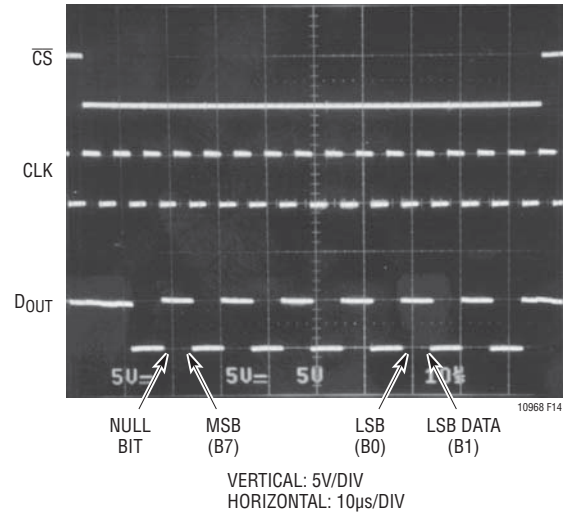 CS
CLK
DOUT
5V= 5V= 5V 10µs
10968 F14
NULL BIT
MSB (B7)
LSB (B0)
LSB DATA (B1)
VERTICAL: 5V/DIV
HORIZONTAL: 10µs/DIV